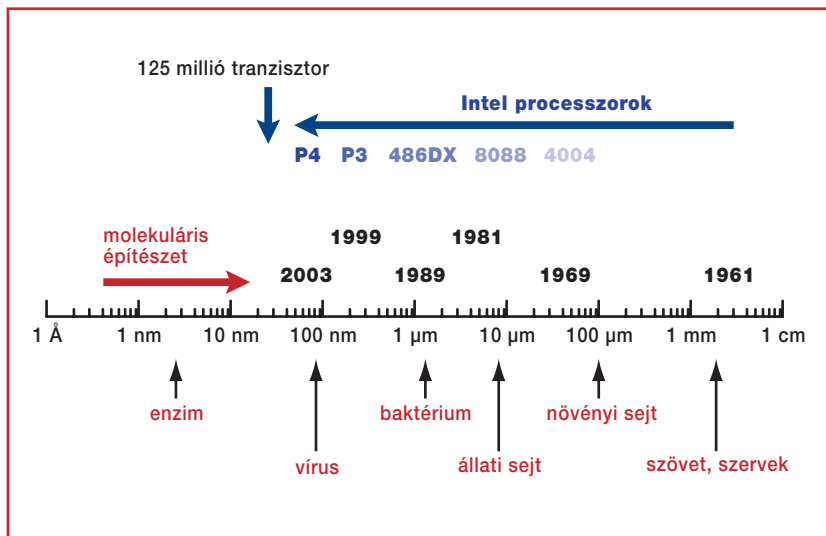 125 millió tranzisztor
Intel processzorok
P4 P3 486DX 8088 4004
molekuláris
építészet
1999 1981
2003 1989 1969 1961
1 Å 1 nm 10 nm 100 nm 1 µm 10 µm 100 µm 1 mm 1 cm
enzim baktérium növényi sejt
vírus állati sejt szövet, szervek